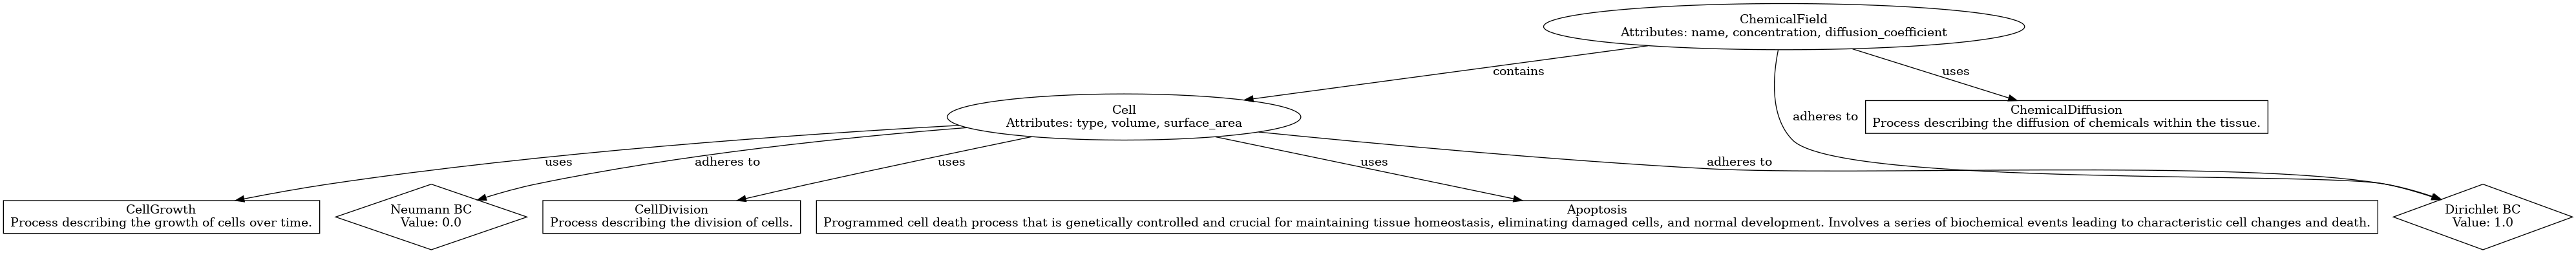 ChemicalField
Attributes: name, concentration, diffusion_coefficient
contains
uses
adheres to
Cell
Attributes: type, volume, surface_area
ChemicalDiffusion
Process describing the diffusion of chemicals within the tissue.
uses
adheres to
uses
uses
adheres to
CellGrowth
Process describing the growth of cells over time.
Neumann BC
Value: 0.0
CellDivision
Process describing the division of cells.
Apoptosis
Programmed cell death process that is genetically controlled and crucial for maintaining tissue homeostasis, eliminating damaged cells, and normal development. Involves a series of biochemical events leading to characteristic cell changes and death.
Dirichlet BC
Value: 1.0